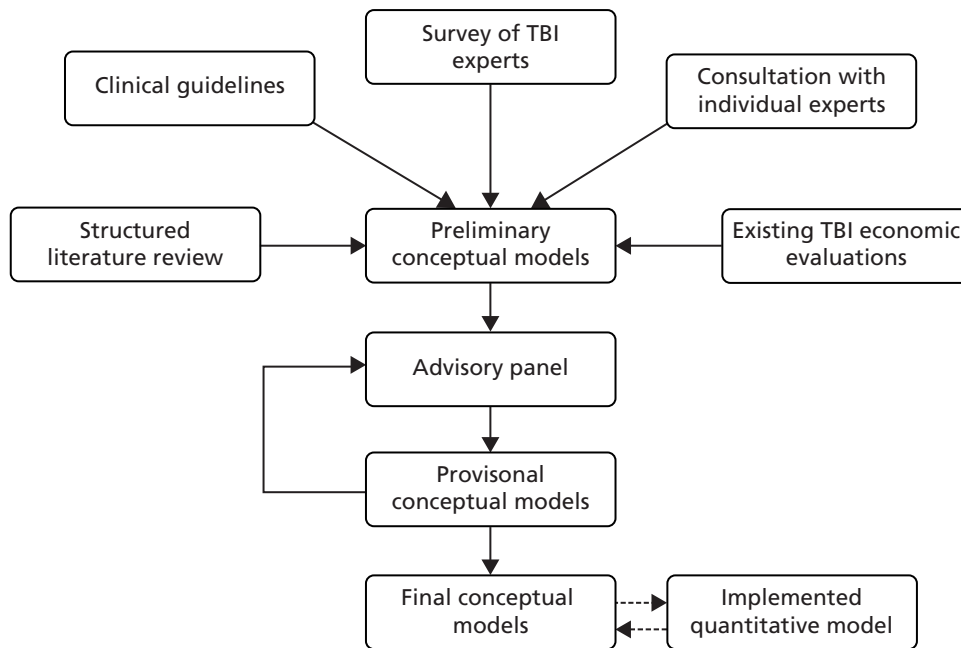 Survey of TBI
experts
Clinical guidelines
Consultation with
individual experts
Structured
literature review
Preliminary
conceptual models
Existing TBI economic
evaluations
Advisory panel
Provisonal
conceptual models
Final conceptual
models
Implemented
quantitative model